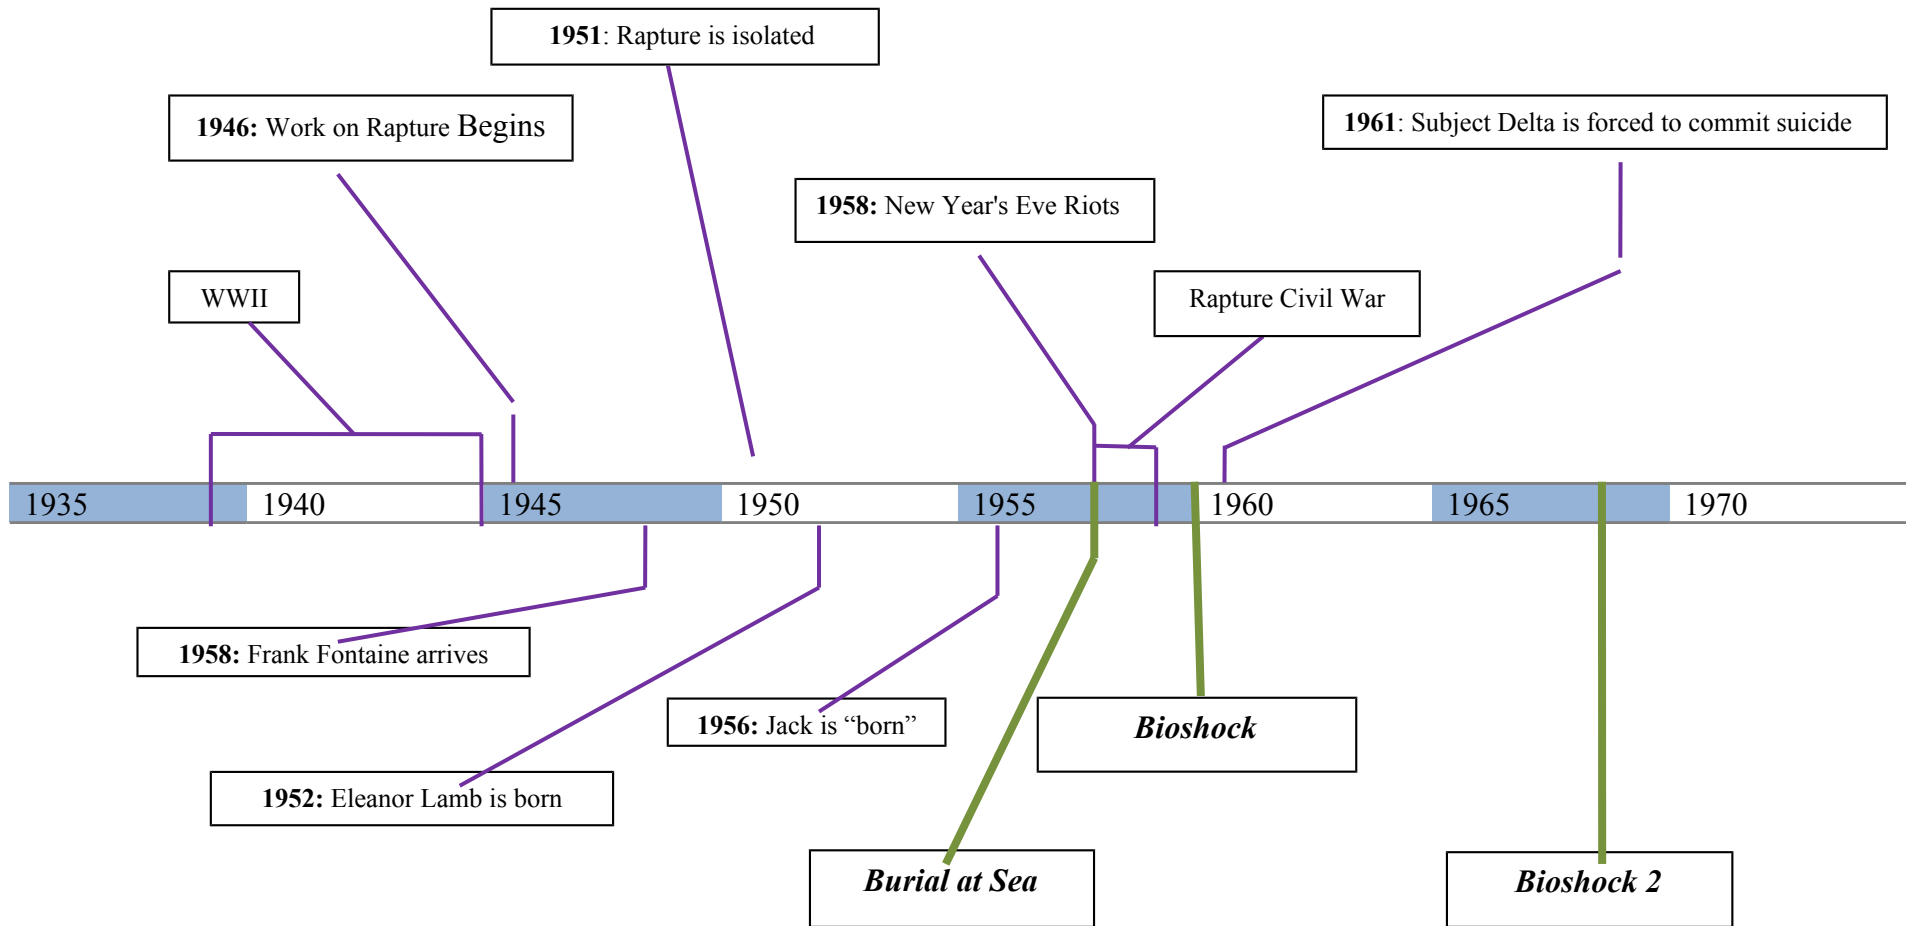 1951: Rapture is isolated
1946: Work on Rapture Begins
1961: Subject Delta is forced to commit suicide
1958: New Year's Eve Riots
WWII
Rapture Civil War
1935 1940 1945 1950 1955 1960 1965 1970
1958: Frank Fontaine arrives
1956: Jack is “born”
Bioshock
1952: Eleanor Lamb is born
Burial at Sea
Bioshock 2